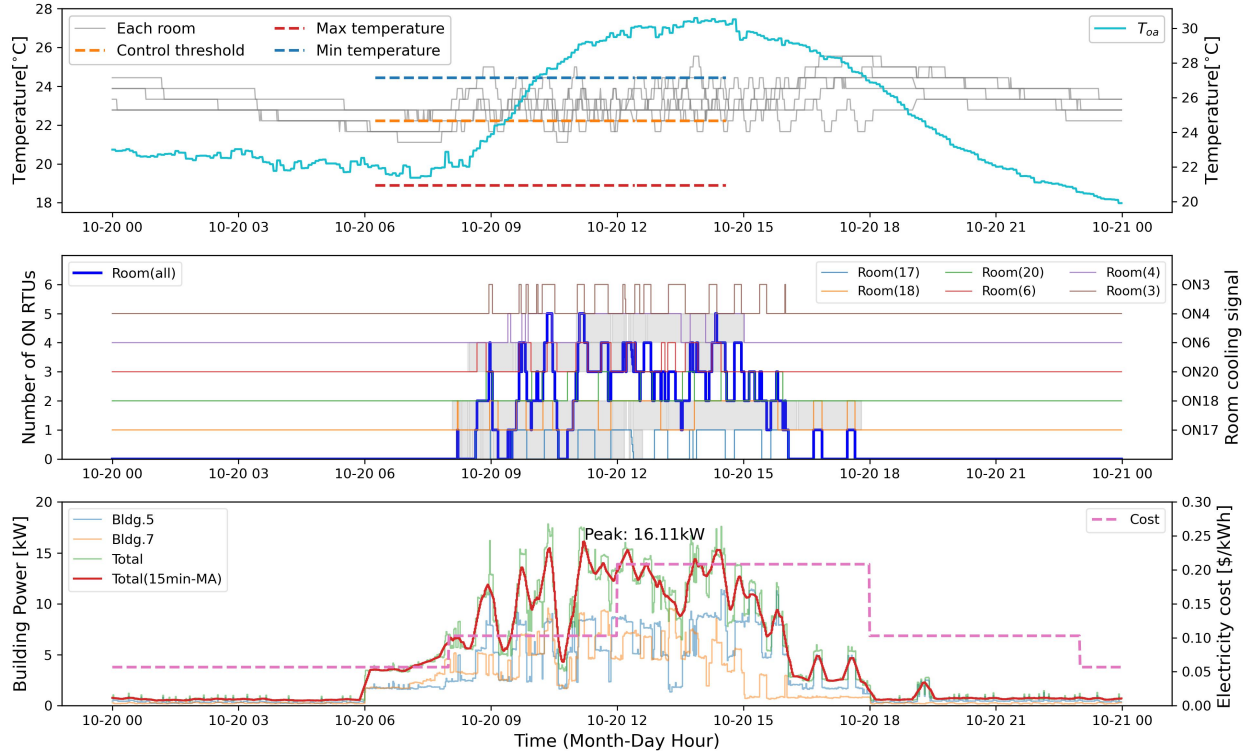 28
26
24
22
20
18
Temperature[°C]
Each room
Control threshold
Max temperature
Min temperature
T_oa
30
28
26
24
22
20
Temperature[°C]
10-20 00
10-20 03
10-20 06
10-20 09
10-20 12
10-20 15
10-20 18
10-20 21
10-21 00
6
5
4
3
2
1
0
Number of ON RTUs
Room(all)
Room(17)
Room(20)
Room(4)
Room(18)
Room(6)
Room(3)
ON3
ON4
ON6
ON20
ON18
ON17
Room cooling signal
10-20 00
10-20 03
10-20 06
10-20 09
10-20 12
10-20 15
10-20 18
10-20 21
10-21 00
20
15
10
5
0
Building Power [kW]
Bldg.5
Bldg.7
Total
Total(15min-MA)
Peak: 16.11kW
Cost
0.30
0.25
0.20
0.15
0.10
0.05
0.00
Electricity cost [$/kWh]
10-20 00
10-20 03
10-20 06
10-20 09
10-20 12
10-20 15
10-20 18
10-20 21
10-21 00
Time (Month-Day Hour)